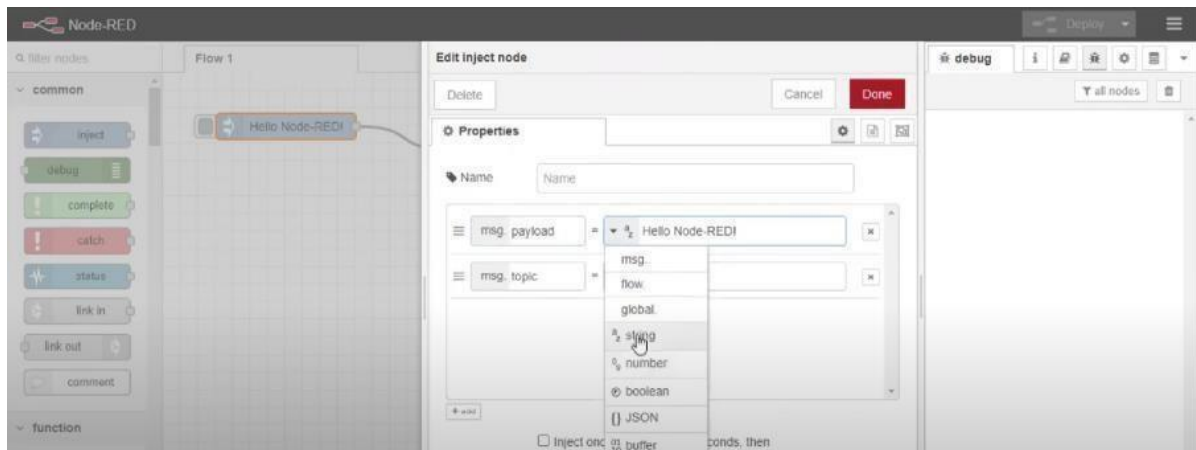 Node-RED
Deploy
filter nodes
common
inject
debug
complete
catch
status
link in
link out
comment
function
Flow 1
Hello Node-RED!
Edit inject node
Delete
Cancel
Done
Properties
Name
Name
msg. payload
=
Hello Node-RED!
msg. topic
=
msg.
flow.
global.
string
number
boolean
{} JSON
buffer
+ add
Inject onc
conds, then
debug
i
all nodes